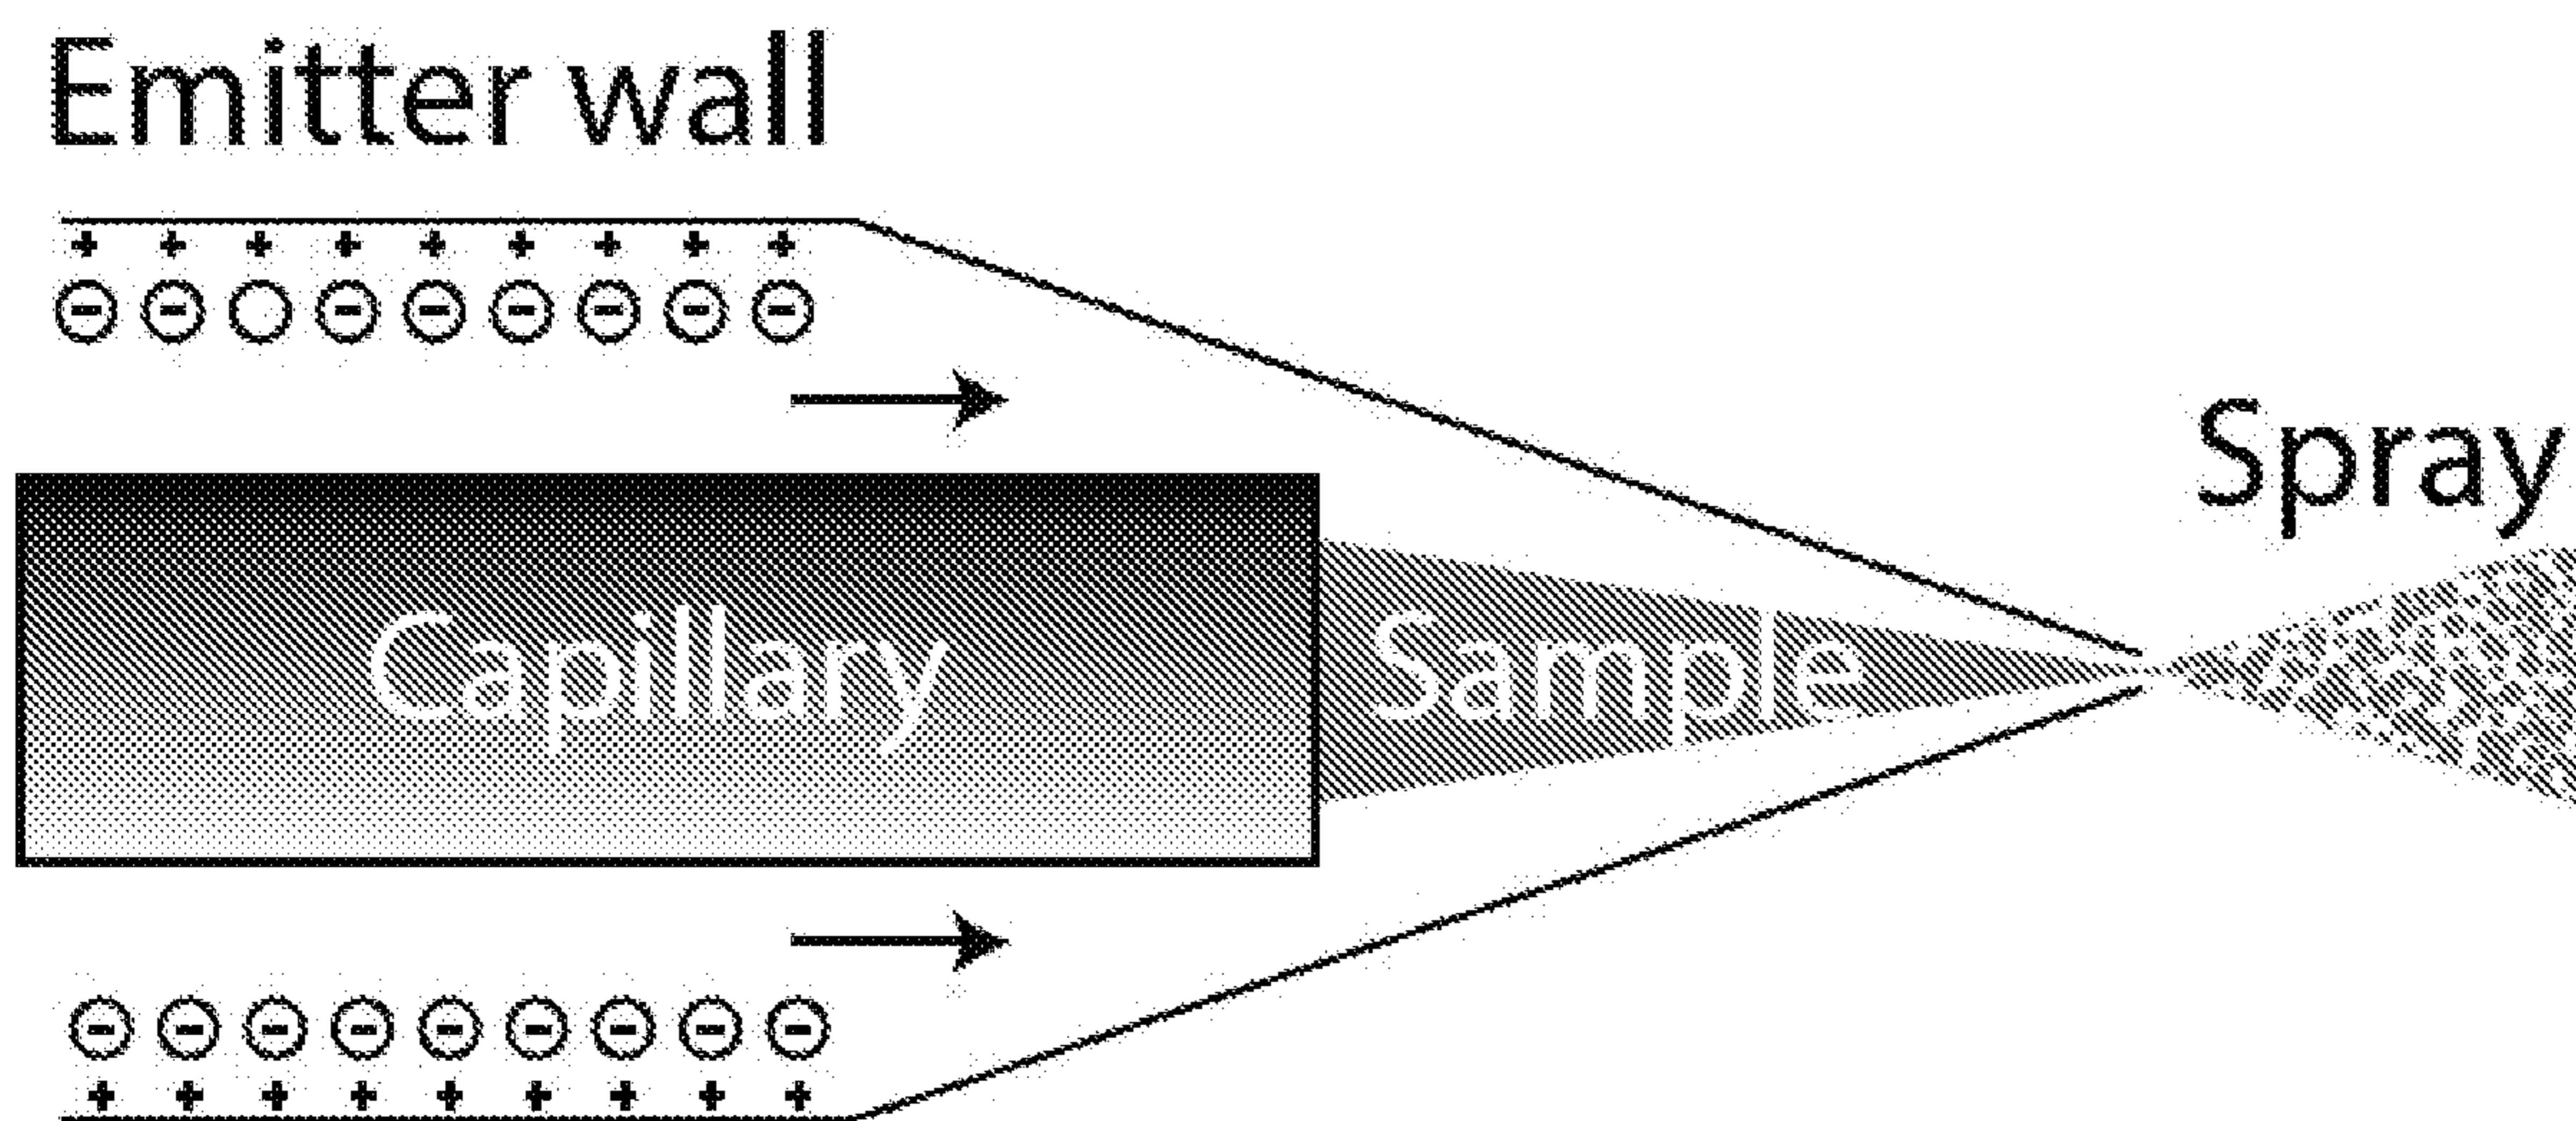 Emitter wall
+ + + + + + + + +
- - - - - - - -
Spray
Capillary
Sample
- - - - - - - - -
+ + + + + + + + +